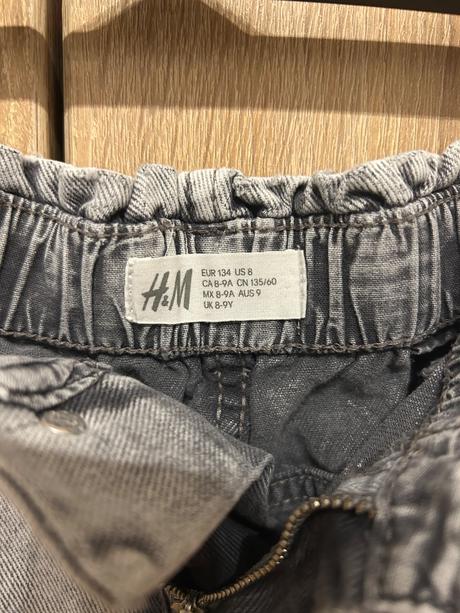 H&M
EUR 134 US 8
CA 8-9A CN 135/60
MX 8-9A AUS 9
UK 8-9Y